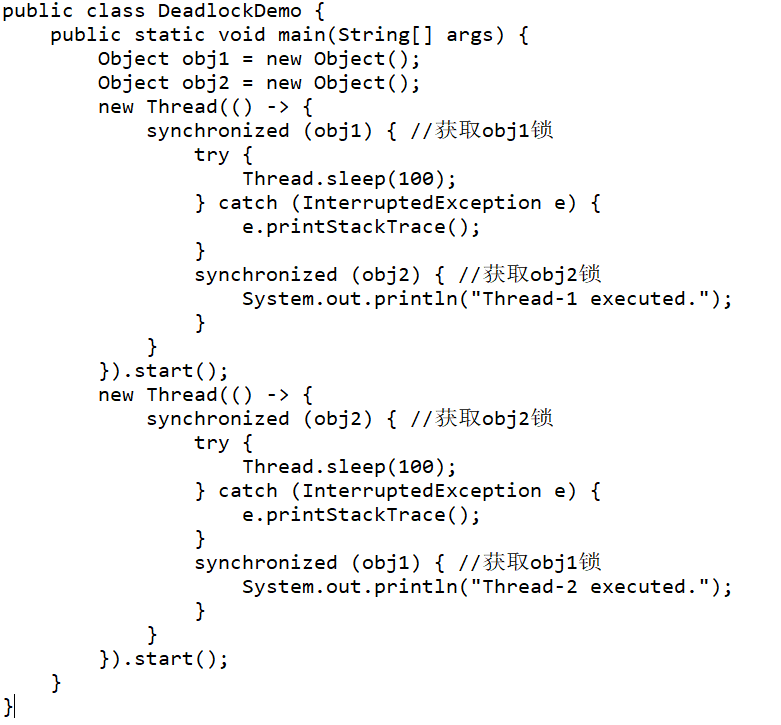 public class DeadlockDemo {
    public static void main(String[] args) {
        Object obj1 = new Object();
        Object obj2 = new Object();
        new Thread(() -> {
            synchronized (obj1) { //获取obj1锁
                try {
                    Thread.sleep(100);
                } catch (InterruptedException e) {
                    e.printStackTrace();
                }
                synchronized (obj2) { //获取obj2锁
                    System.out.println("Thread-1 executed.");
                }
            }
        }).start();
        new Thread(() -> {
            synchronized (obj2) { //获取obj2锁
                try {
                    Thread.sleep(100);
                } catch (InterruptedException e) {
                    e.printStackTrace();
                }
                synchronized (obj1) { //获取obj1锁
                    System.out.println("Thread-2 executed.");
                }
            }
        }).start();
    }
}